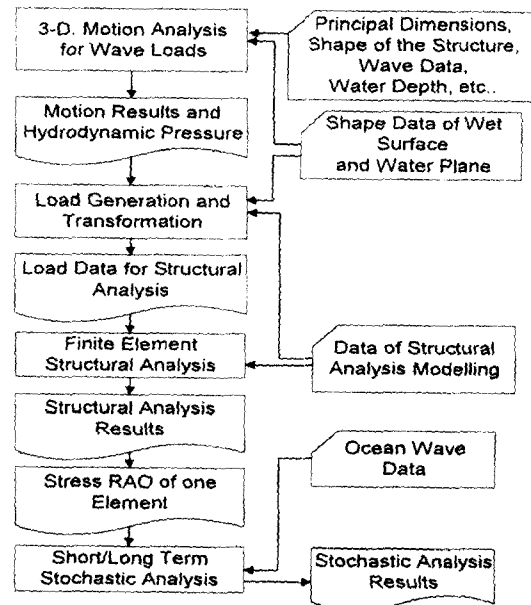 3-D. Motion Analysis
for Wave Loads
Principal Dimensions,
Shape of the Structure,
Wave Data,
Water Depth, etc..
Motion Results and
Hydrodynamic Pressure
Shape Data of Wet
Surface
and Water Plane
Load Generation and
Transformation
Load Data for Structural
Analysis
Finite Element
Structural Analysis
Data of Structural
Analysis Modelling
Structural Analysis
Results
Ocean Wave
Data
Stress RAO of one
Element
Short/Long Term
Stochastic Analysis
Stochastic Analysis
Results